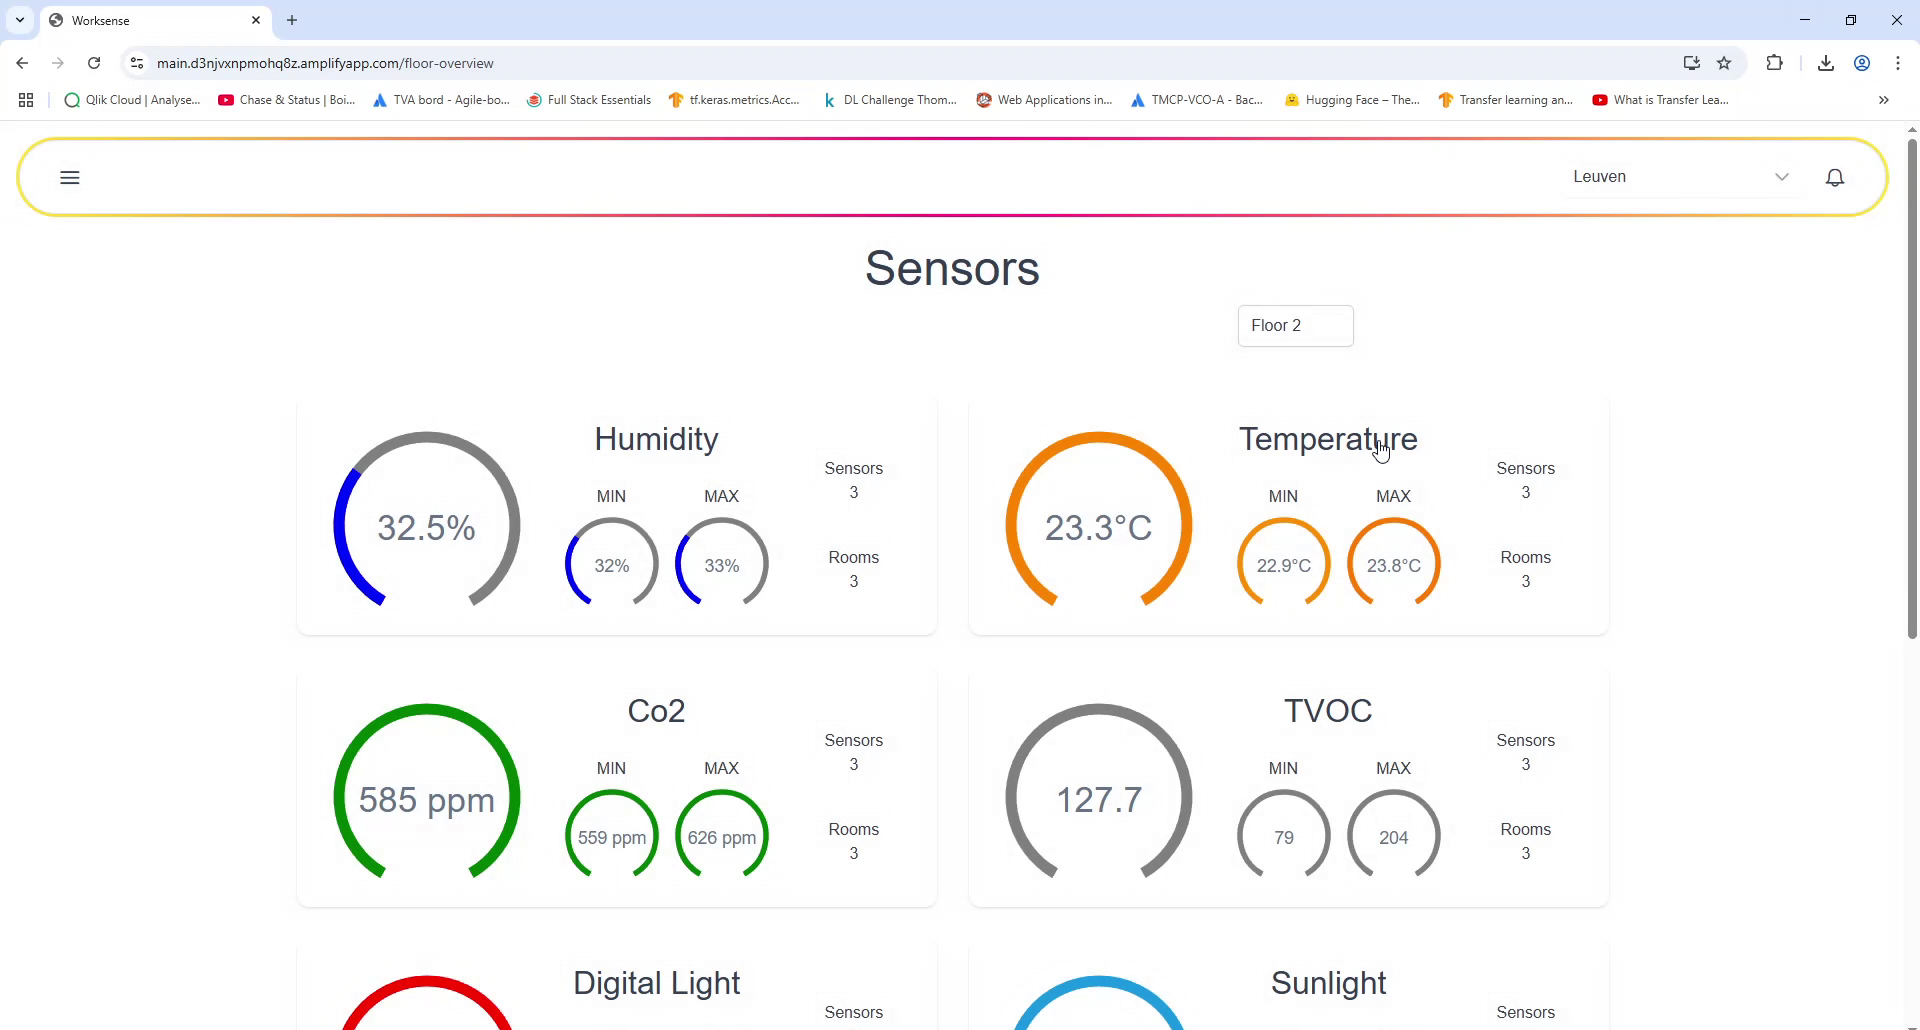 Worksense
main.d3njvxnpmohq8z.amplifyapp.com/floor-overview
Qlik Cloud | Analyse...
Chase & Status | Boi...
TVA bord - Agile-bo...
Full Stack Essentials
tf.keras.metrics.Acc...
DL Challenge Thom...
Web Applications in...
TMCP-VCO-A - Bac...
Hugging Face – The...
Transfer learning an...
What is Transfer Lea...
Leuven
Sensors
Floor 2
Humidity
32.5%
MIN
32%
MAX
33%
Sensors
3
Rooms
3
Temperature
23.3°C
MIN
22.9°C
MAX
23.8°C
Sensors
3
Rooms
3
Co2
585 ppm
MIN
559 ppm
MAX
626 ppm
Sensors
3
Rooms
3
TVOC
127.7
MIN
79
MAX
204
Sensors
3
Rooms
3
Digital Light
Sensors
Sunlight
Sensors